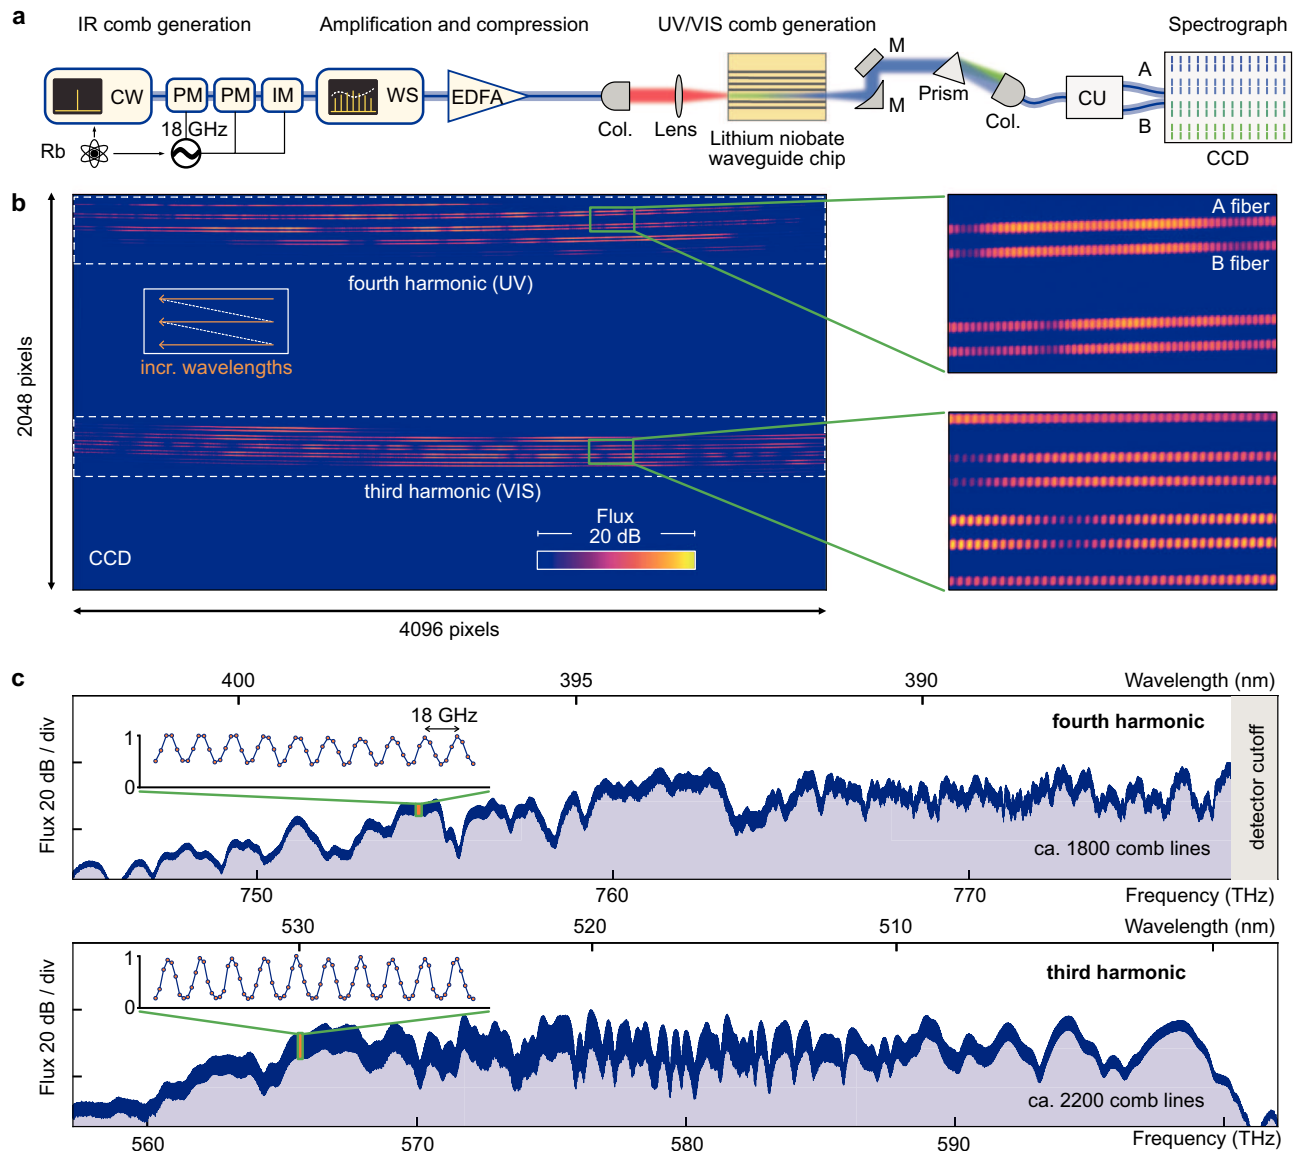 a
IR comb generation
Amplification and compression
UV/VIS comb generation
Spectrograph
CW
PM
PM
IM
WS
EDFA
18 GHz
Rb
Col.
Lens
Lithium niobate
waveguide chip
M
M
Prism
Col.
CU
A
B
CCD
b
2048 pixels
fourth harmonic (UV)
incr. wavelengths
third harmonic (VIS)
Flux
20 dB
CCD
4096 pixels
A fiber
B fiber
c
400
395
390
Wavelength (nm)
Flux 20 dB / div
18 GHz
1
0
fourth harmonic
detector cutoff
ca. 1800 comb lines
750
760
770
Frequency (THz)
530
520
510
Wavelength (nm)
Flux 20 dB / div
1
0
third harmonic
ca. 2200 comb lines
560
570
580
590
Frequency (THz)